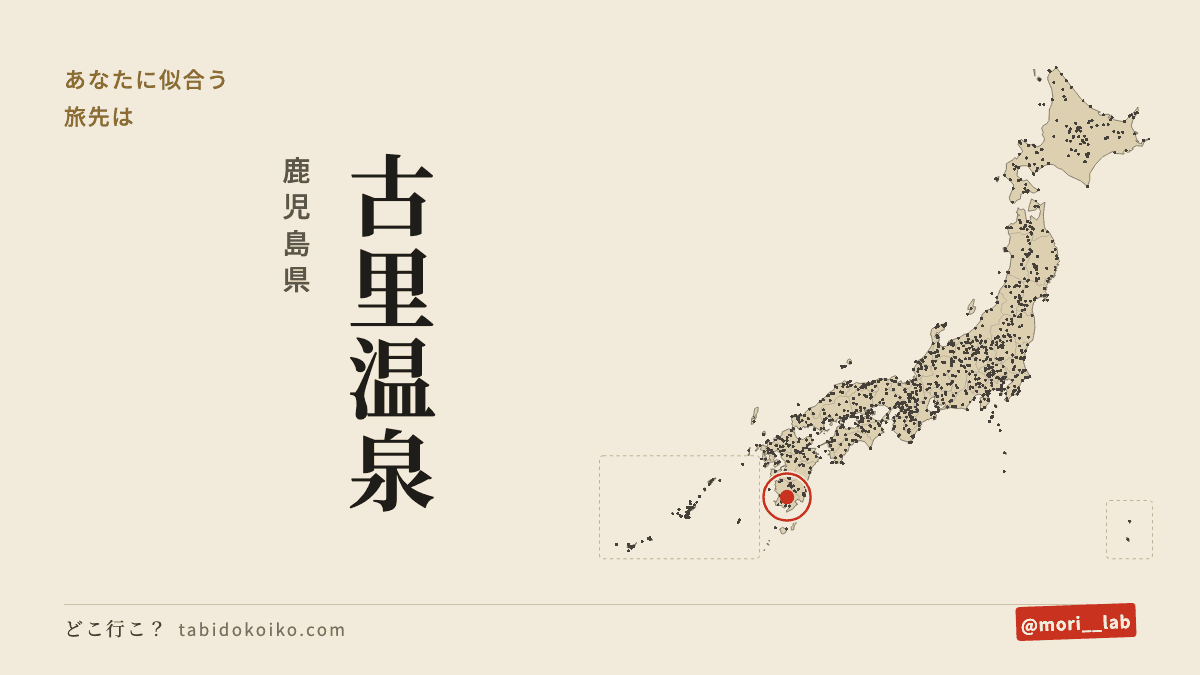 あなたに似合う
旅先は
古里温泉
鹿児島県
どこ行こ？ tabidokoiko.com
@mori__lab